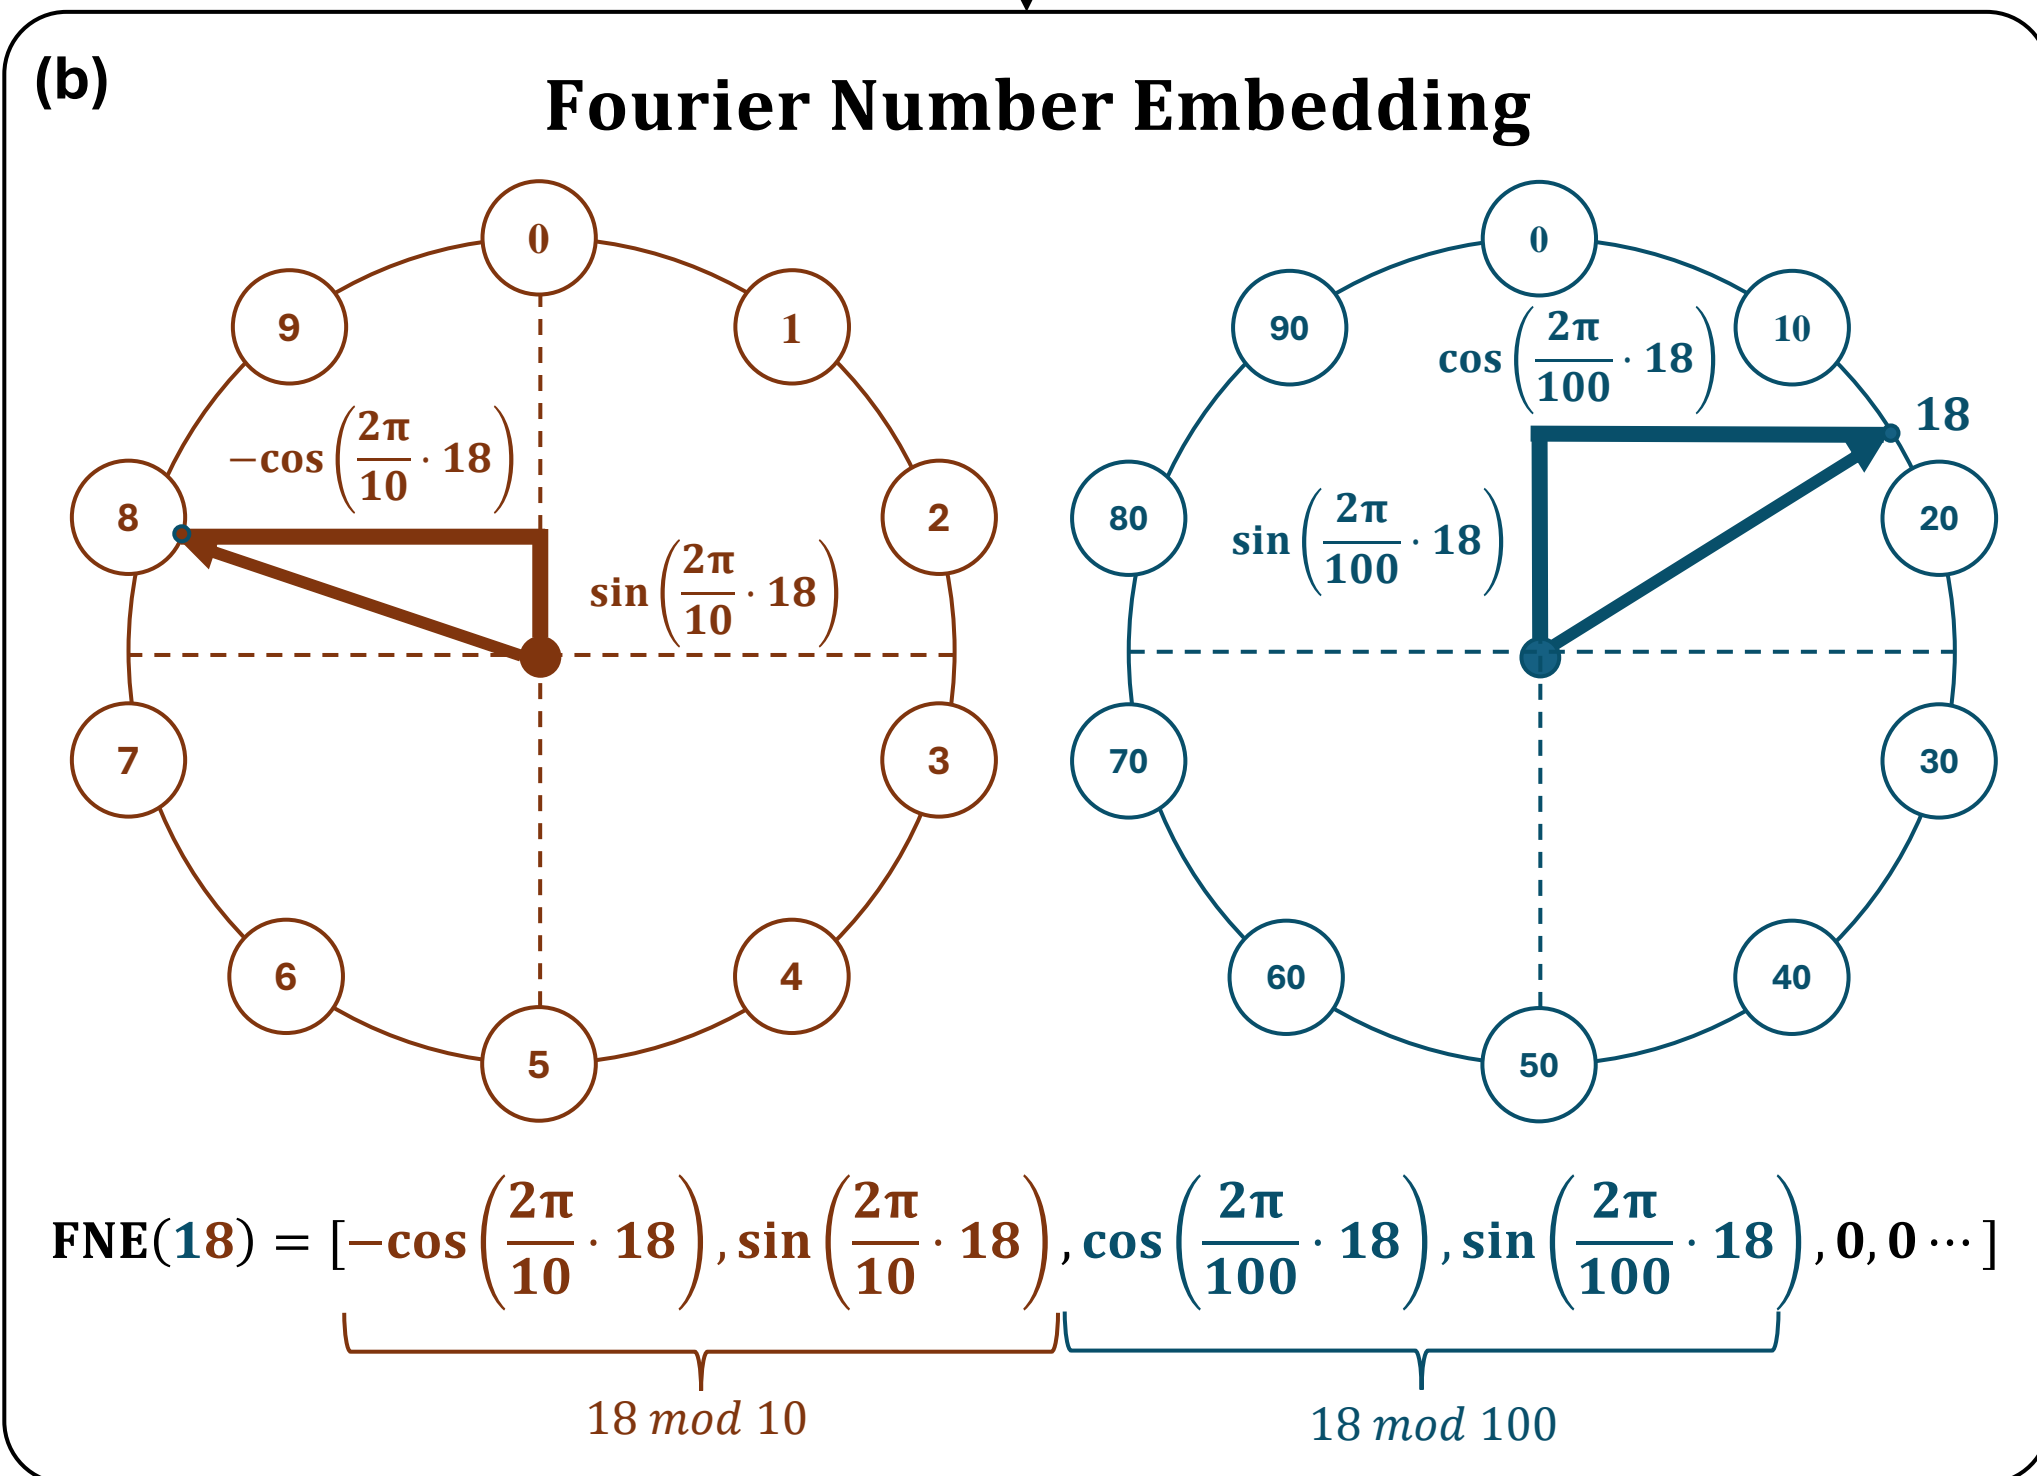 (b)
Fourier Number Embedding
0
1
2
3
4
5
6
7
8
9
−cos(2π/10 · 18)
sin(2π/10 · 18)
0
10
18
20
30
40
50
60
70
80
90
cos(2π/100 · 18)
sin(2π/100 · 18)
FNE(18) = [−cos(2π/10 · 18), sin(2π/10 · 18), cos(2π/100 · 18), sin(2π/100 · 18), 0, 0 ⋯]
18 mod 10
18 mod 100